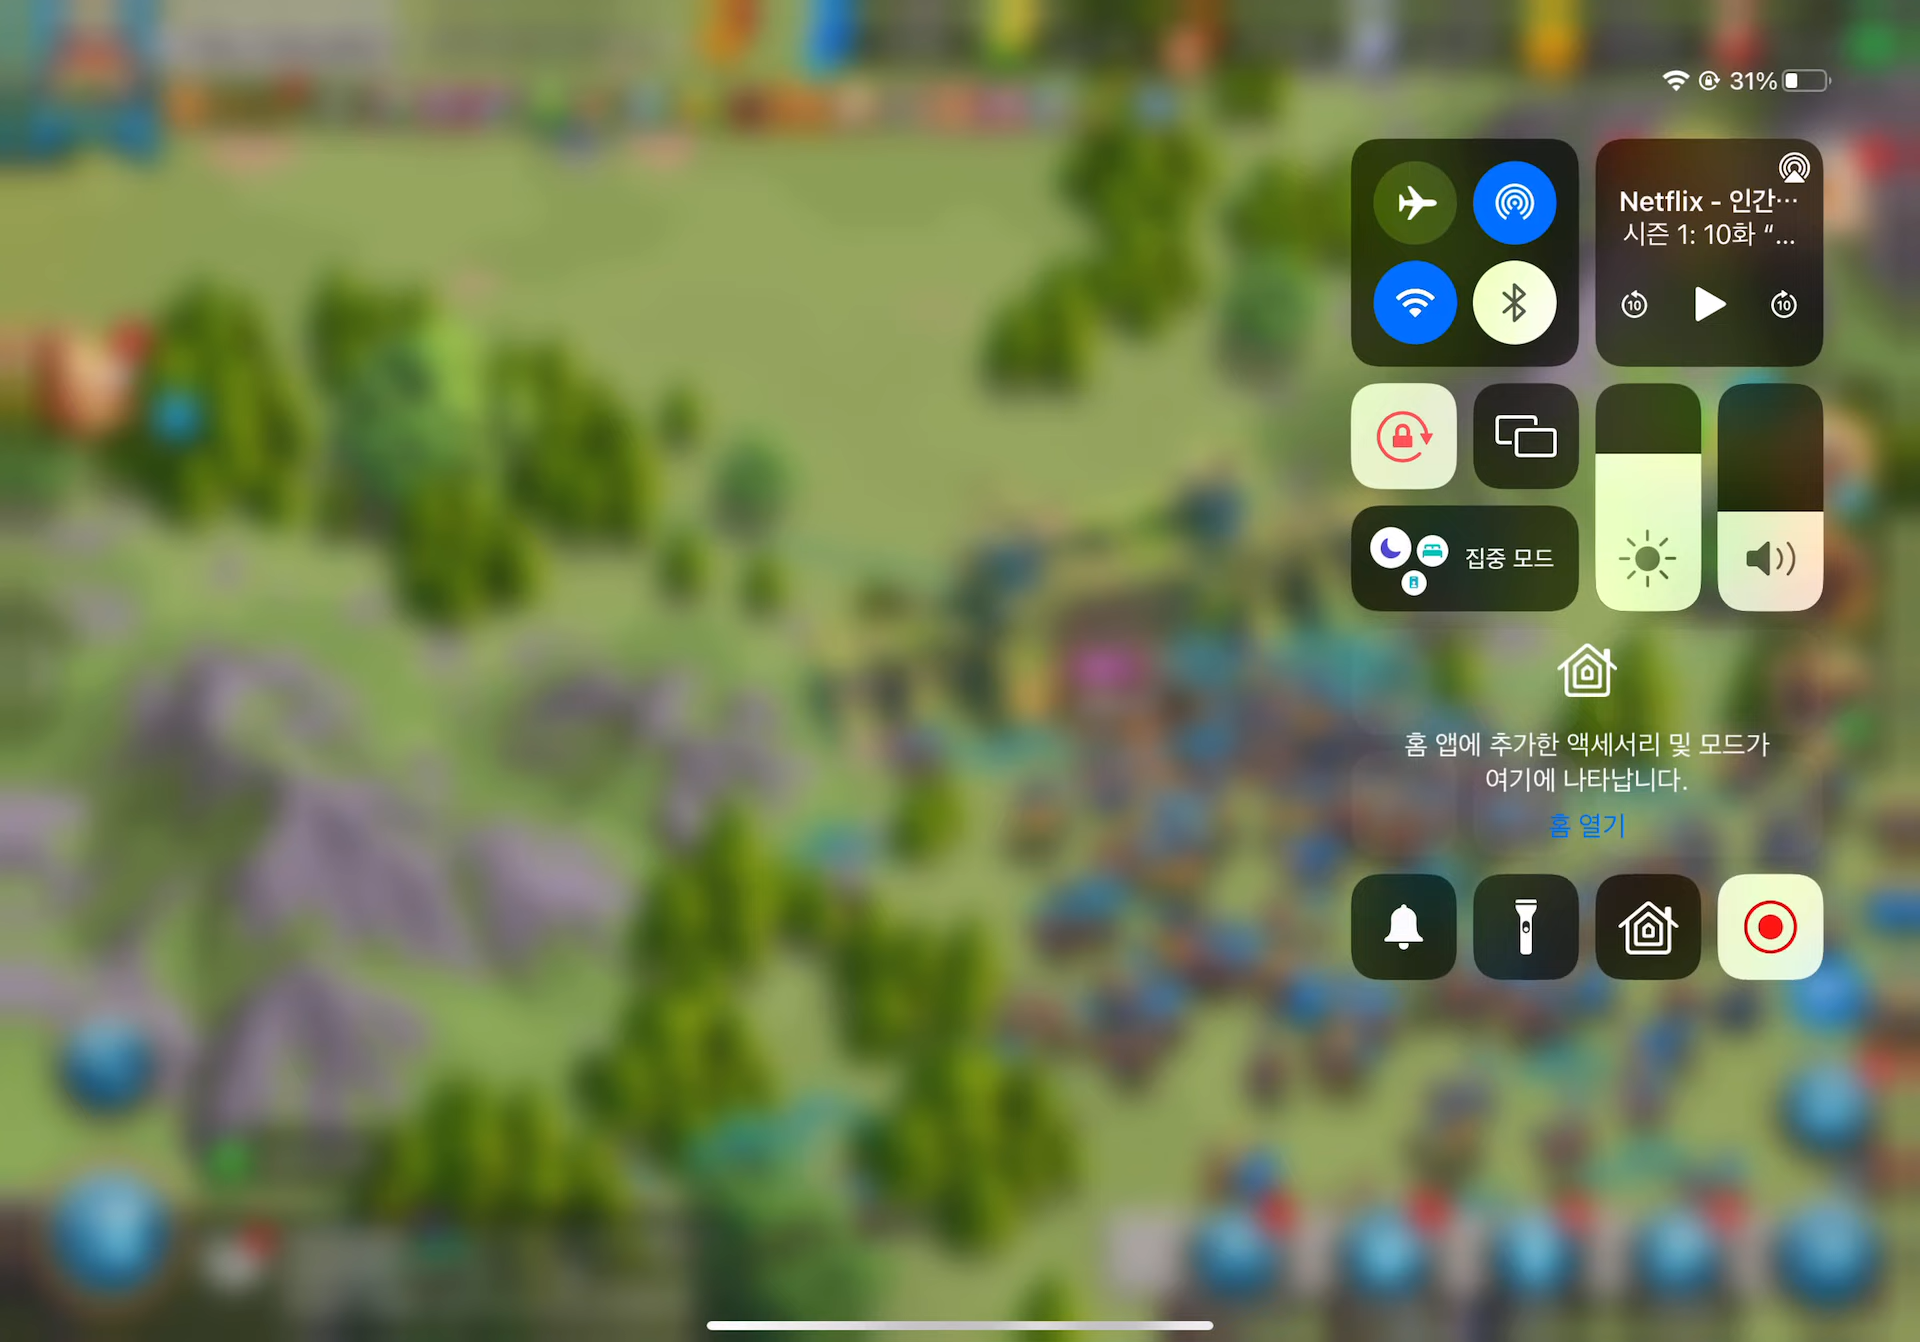 31%
Netflix - 인간…
시즌 1: 10화 “...
10
10
집중 모드
홈 앱에 추가한 액세서리 및 모드가
여기에 나타납니다.
홈 열기